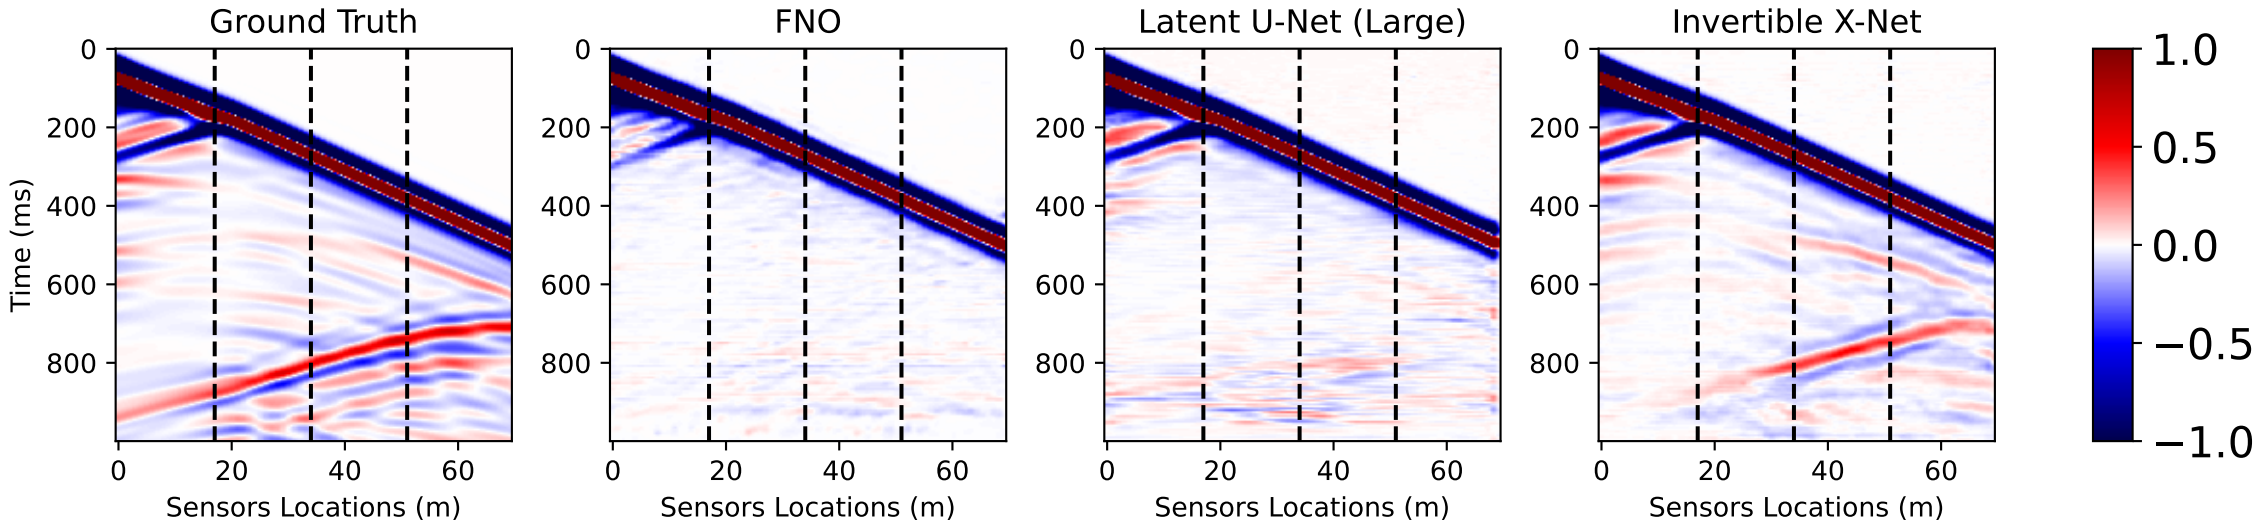 Ground Truth
FNO
Latent U-Net (Large)
Invertible X-Net
0
200
400
600
800
0
200
400
600
800
0
200
400
600
800
0
200
400
600
800
1.0
0.5
0.0
−0.5
−1.0
Time (ms)
0 20 40 60
0 20 40 60
0 20 40 60
0 20 40 60
Sensors Locations (m)
Sensors Locations (m)
Sensors Locations (m)
Sensors Locations (m)